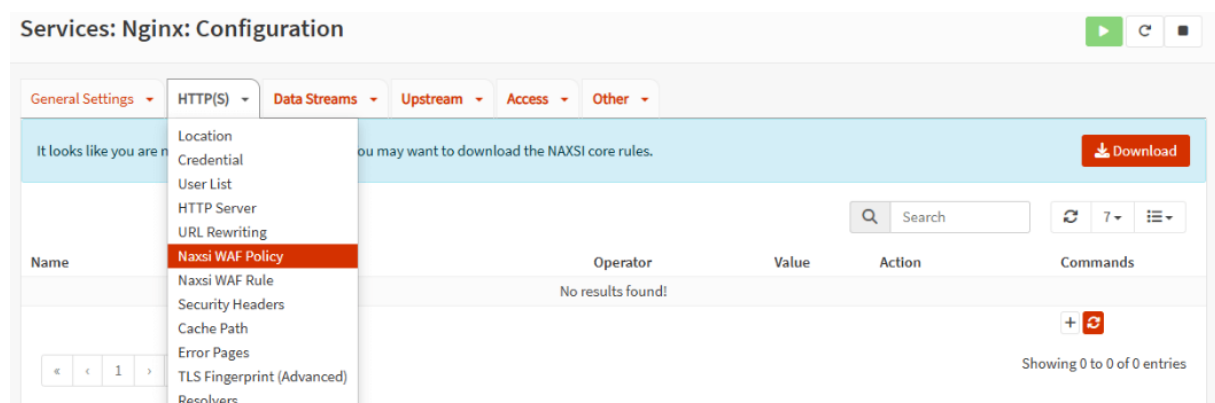 Services: Nginx: Configuration
General Settings HTTP(S) Data Streams Upstream Access Other
Location
It looks like you are n ou may want to download the NAXSI core rules. Download
Credential
User List
HTTP Server
Search 7
URL Rewriting
Naxsi WAF Policy
Name Operator Value Action Commands
Naxsi WAF Rule
No results found!
Security Headers
Cache Path
Error Pages
« ‹ 1 › Showing 0 to 0 of 0 entries
TLS Fingerprint (Advanced)
Resolvers